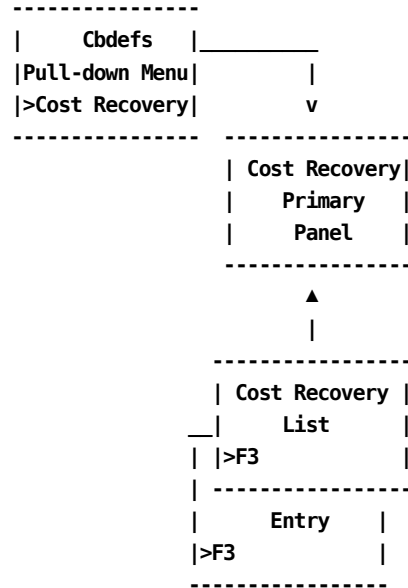 Cbdefs
Pull-down Menu
>Cost Recovery
v
Cost Recovery
Primary
Panel
Cost Recovery
List
>F3
Entry
>F3